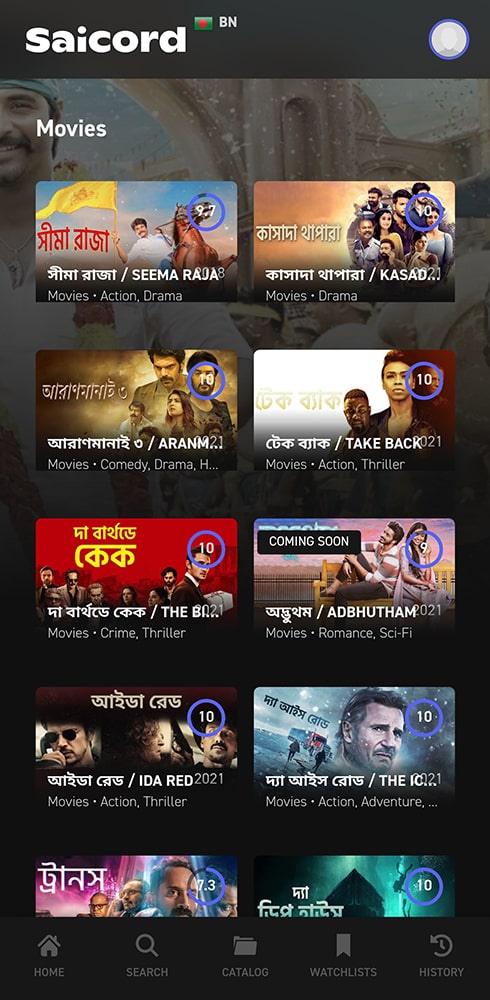 BN
Saicord
Movies
সীমা রাজা
9.7
সীমা রাজা / SEEMA RAJA
2018
Movies • Action, Drama
কাসাদা থাপারা
10
কাসাদা থাপারা / KASAD...
2021
Movies • Drama
আরাণমানাই ৩
10
আরাণমানাই ৩ / ARANM...
2021
Movies • Comedy, Drama, H...
টেক ব্যাক
10
টেক ব্যাক / TAKE BACK
2021
Movies • Action, Thriller
দা বার্থডে
কেক
10
দা বার্থডে কেক / THE BI...
2021
Movies • Crime, Thriller
COMING SOON
9
অদ্ভুথম / ADBHUTHAM
2021
Movies • Romance, Sci-Fi
আইডা রেড
10
আইডা রেড / IDA RED
2021
Movies • Action, Thriller
দ্যা আইস রোড
10
দ্যা আইস রোড / THE IC...
2021
Movies • Action, Adventure, ...
ট্রানস
7.3
দ্যা
ডিপ হাউস
10
HOME
SEARCH
CATALOG
WATCHLISTS
HISTORY